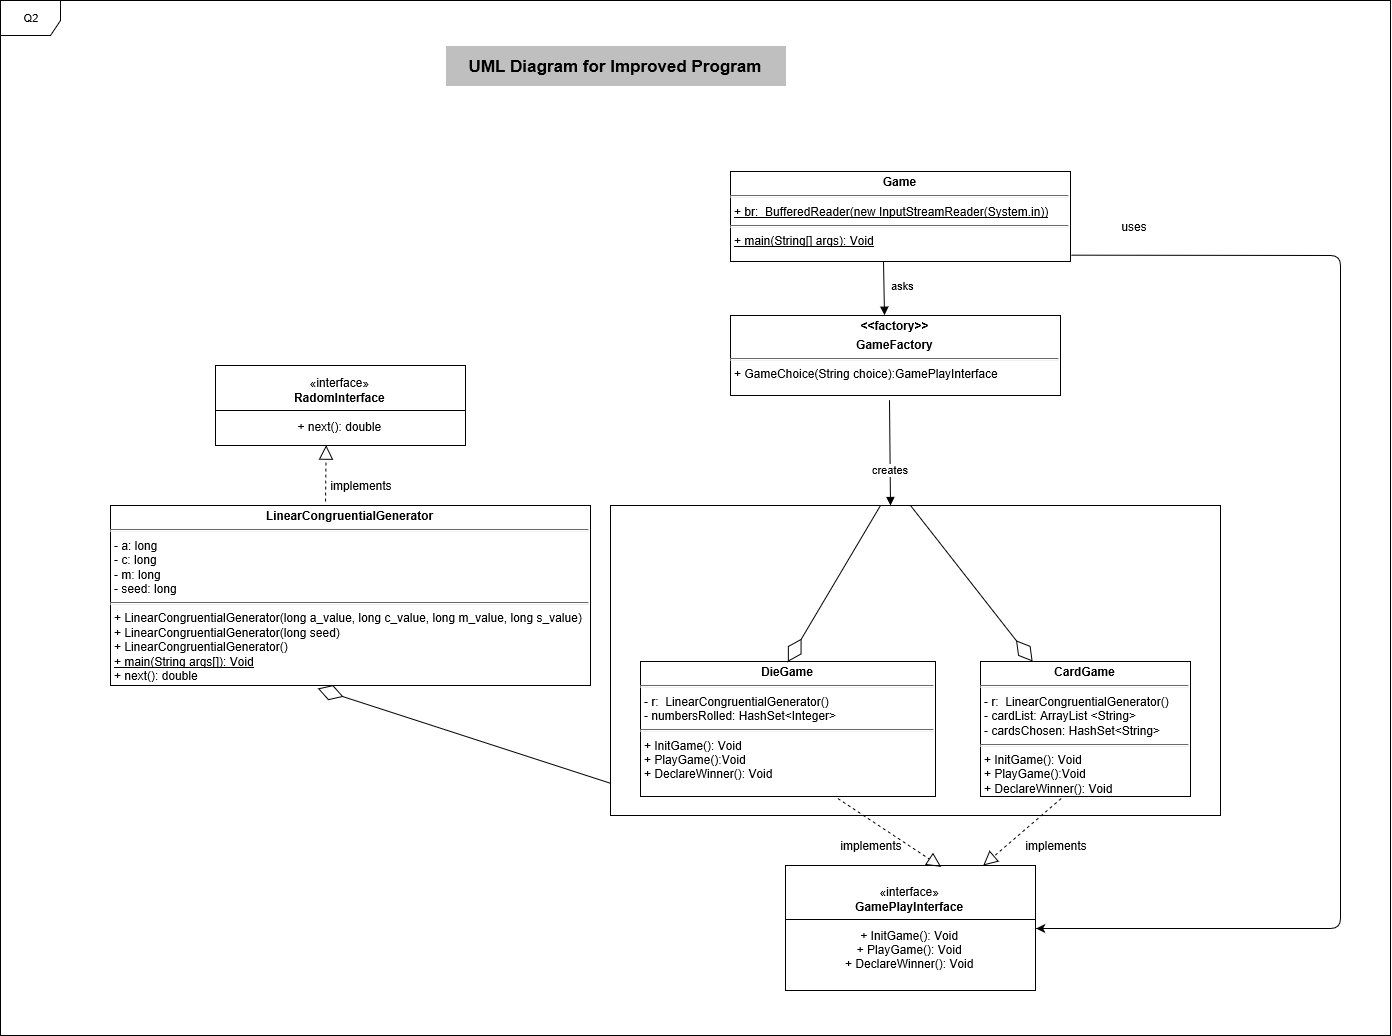 Q2
UML Diagram for Improved Program
Game
+ br:  BufferedReader(new InputStreamReader(System.in))
+ main(String[] args): Void
uses
asks
<<factory>>
GameFactory
+ GameChoice(String choice):GamePlayInterface
«interface»
RadomInterface
+ next(): double
implements
creates
LinearCongruentialGenerator
- a: long
- c: long
- m: long
- seed: long
+ LinearCongruentialGenerator(long a_value, long c_value, long m_value, long s_value)
+ LinearCongruentialGenerator(long seed)
+ LinearCongruentialGenerator()
+ main(String args[]): Void
+ next(): double
DieGame
- r:  LinearCongruentialGenerator()
- numbersRolled: HashSet<Integer>
+ InitGame(): Void
+ PlayGame():Void
+ DeclareWinner(): Void
CardGame
- r:  LinearCongruentialGenerator()
- cardList: ArrayList <String>
- cardsChosen: HashSet<String>
+ InitGame(): Void
+ PlayGame():Void
+ DeclareWinner(): Void
implements
implements
«interface»
GamePlayInterface
+ InitGame(): Void
+ PlayGame(): Void
+ DeclareWinner(): Void